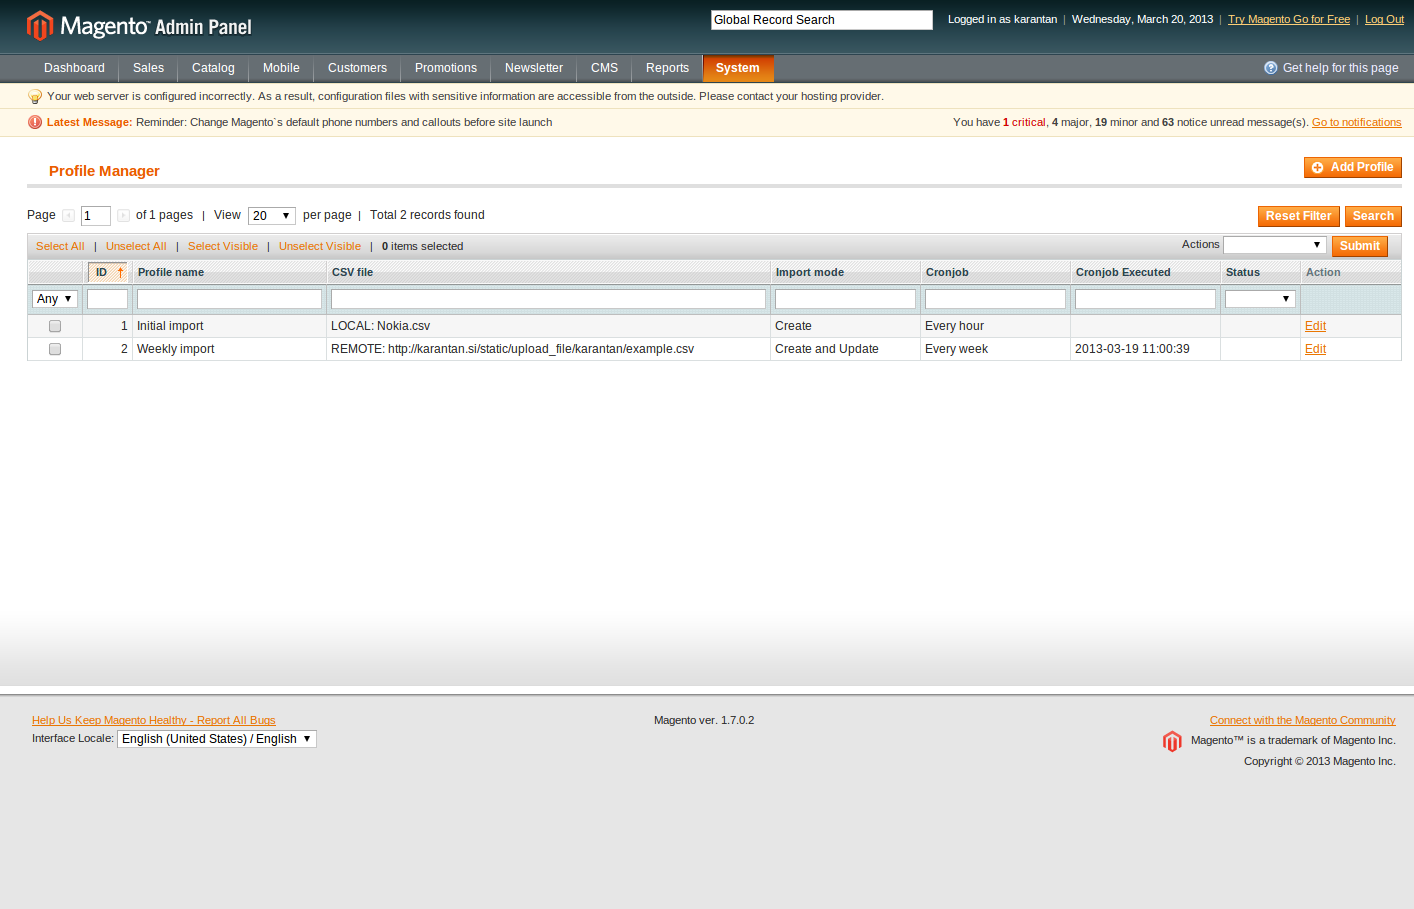 Magento™ Admin Panel
Global Record Search
Logged in as karantan | Wednesday, March 20, 2013 | Try Magento Go for Free | Log Out
Dashboard Sales Catalog Mobile Customers Promotions Newsletter CMS Reports System Get help for this page
Your web server is configured incorrectly. As a result, configuration files with sensitive information are accessible from the outside. Please contact your hosting provider.
Latest Message: Reminder: Change Magento`s default phone numbers and callouts before site launch You have 1 critical, 4 major, 19 minor and 63 notice unread message(s). Go to notifications
Profile Manager Add Profile
Page 1 of 1 pages | View 20 per page | Total 2 records found Reset Filter Search
Select All | Unselect All | Select Visible | Unselect Visible | 0 items selected Actions Submit
ID Profile name CSV file Import mode Cronjob Cronjob Executed Status Action
Any
1 Initial import LOCAL: Nokia.csv Create Every hour Edit
2 Weekly import REMOTE: http://karantan.si/static/upload_file/karantan/example.csv Create and Update Every week 2013-03-19 11:00:39 Edit
Help Us Keep Magento Healthy - Report All Bugs Magento ver. 1.7.0.2 Connect with the Magento Community
Interface Locale: English (United States) / English Magento™ is a trademark of Magento Inc.
Copyright © 2013 Magento Inc.